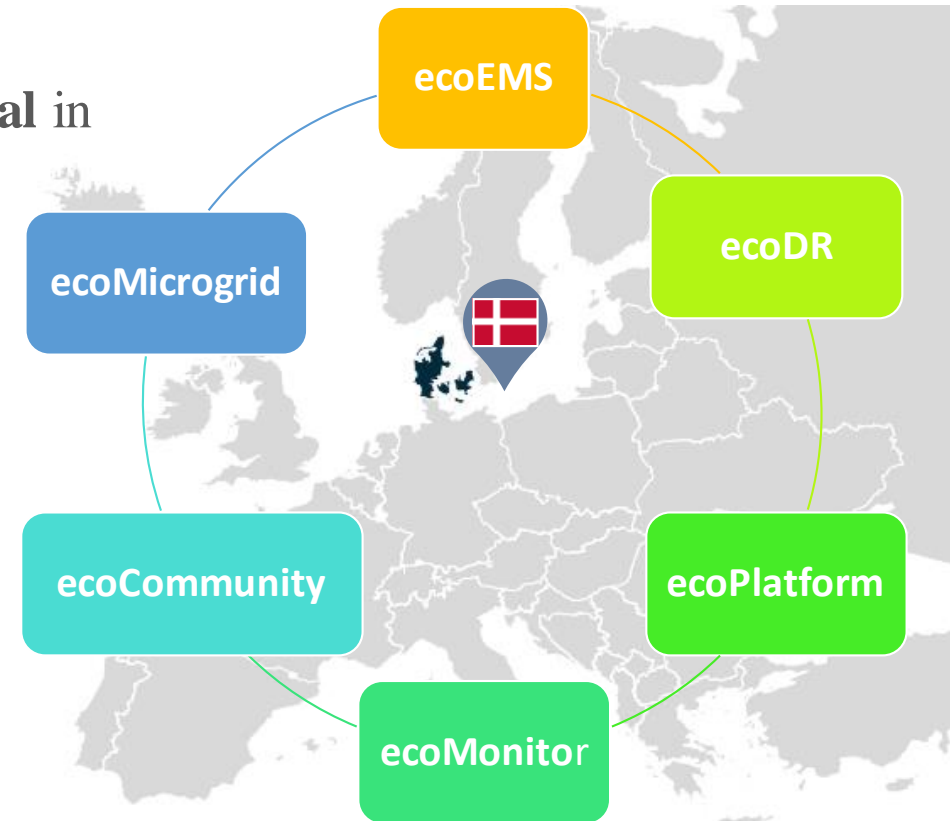 ecoEMS
al in
ecoDR
ecoMicrogrid
ecoCommunity
ecoPlatform
ecoMonitor